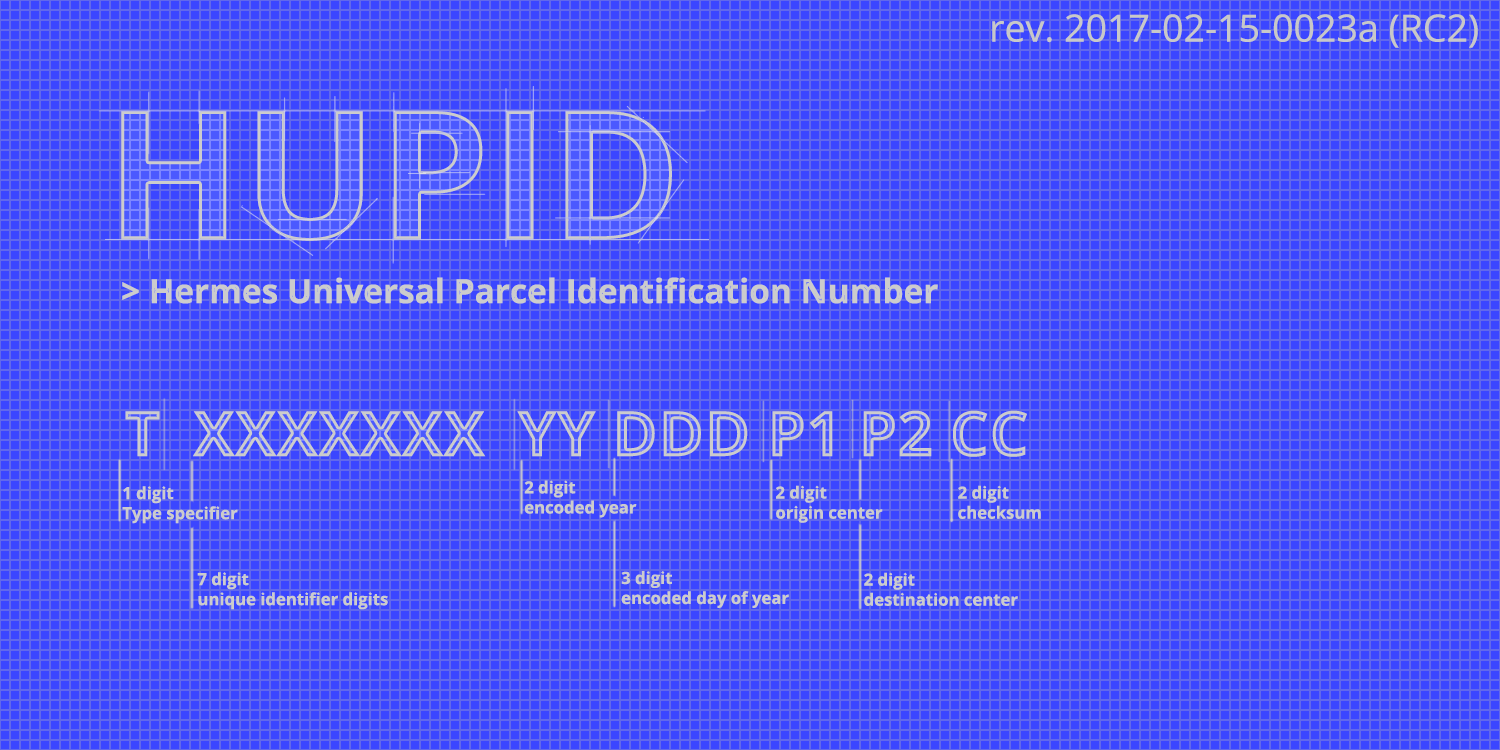 rev. 2017-02-15-0023a (RC2)
HUPID
> Hermes Universal Parcel Identification Number
T XXXXXXX YY DDD P1 P2 CC
1 digit
Type specifier
7 digit
unique identifier digits
2 digit
encoded year
3 digit
encoded day of year
2 digit
origin center
2 digit
destination center
2 digit
checksum